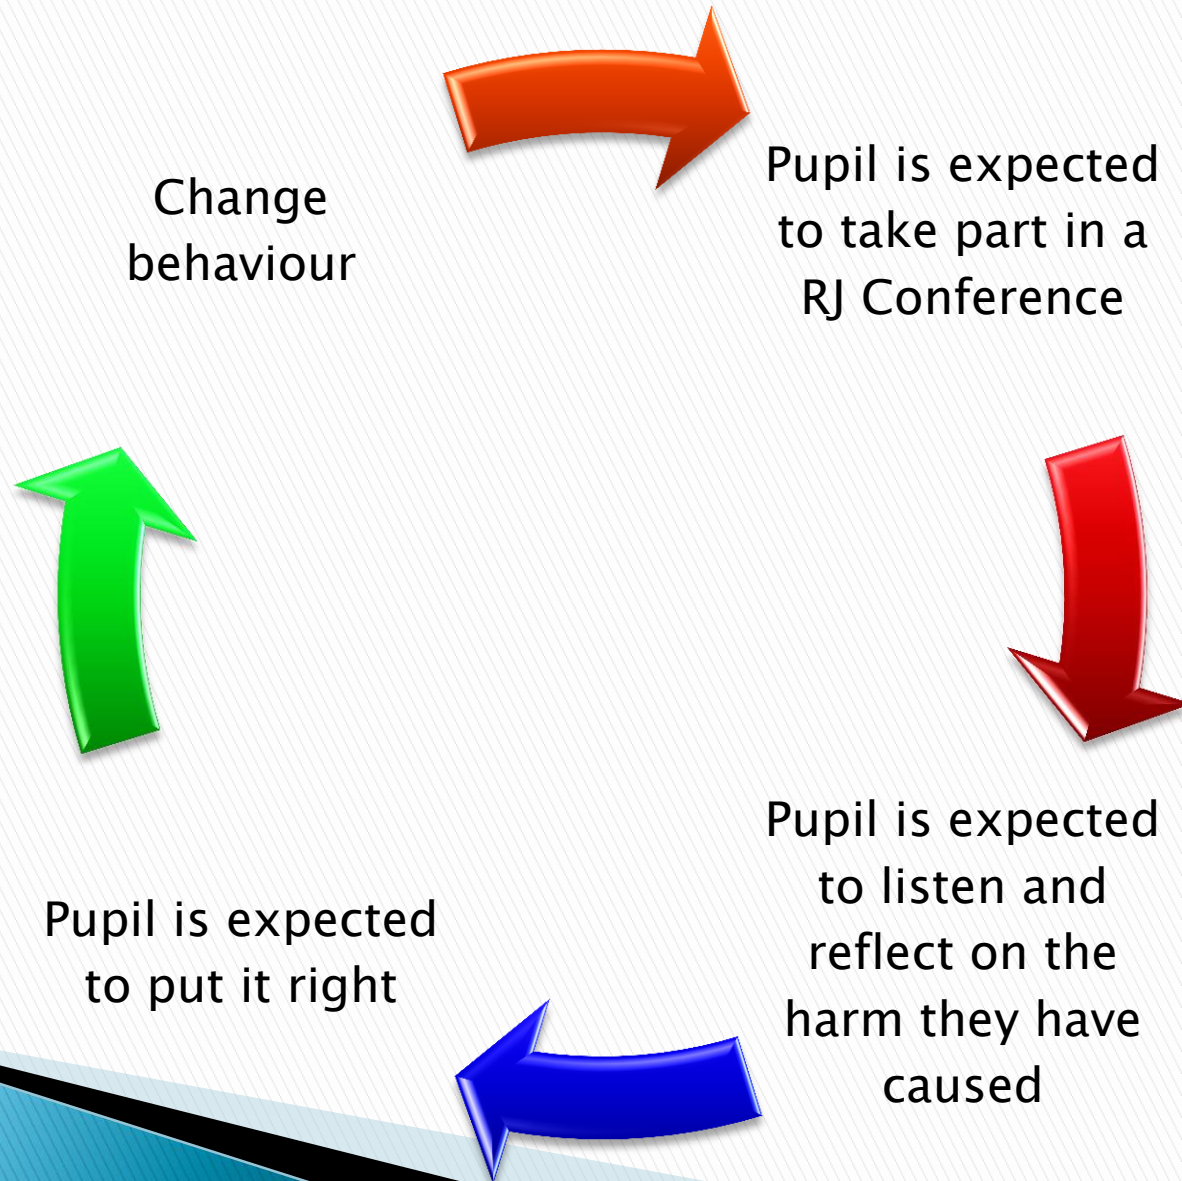 Change
behaviour
Pupil is expected
to take part in a
RJ Conference
Pupil is expected
to listen and
reflect on the
harm they have
caused
Pupil is expected
to put it right